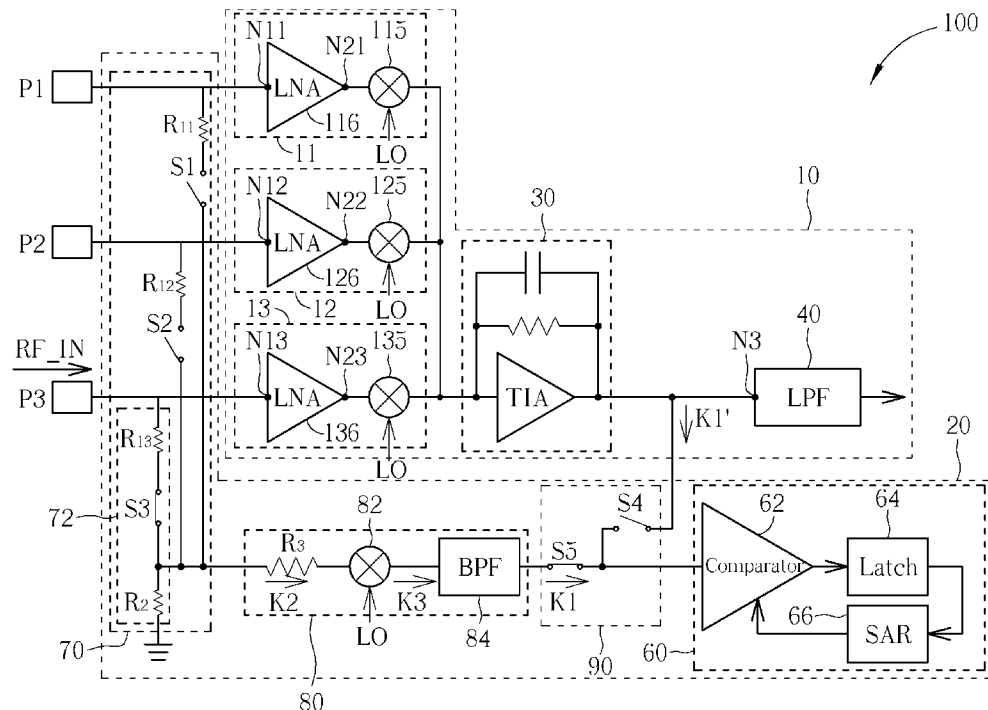 100
N11
N21
115
P1
LNA
116
R11
11
LO
S1
N12
N22
125
10
30
P2
LNA
126
R12
12
LO
S2
13
N13
N23
135
40
RF_IN
N3
P3
LNA
136
TIA
LPF
R13
K1'
LO
20
72
S3
82
S4
62
64
R3
BPF
S5
Comparator
Latch
R2
K2
K3
K1
66
LO
84
SAR
70
80
90
60